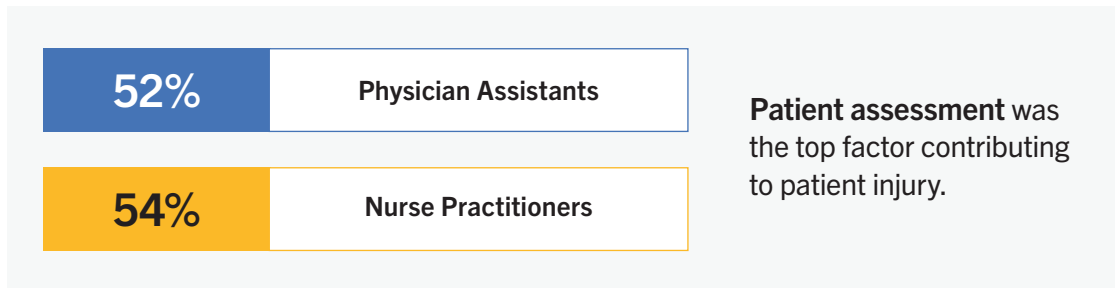 52%
Physician Assistants
54%
Nurse Practitioners
Patient assessment was
the top factor contributing
to patient injury.